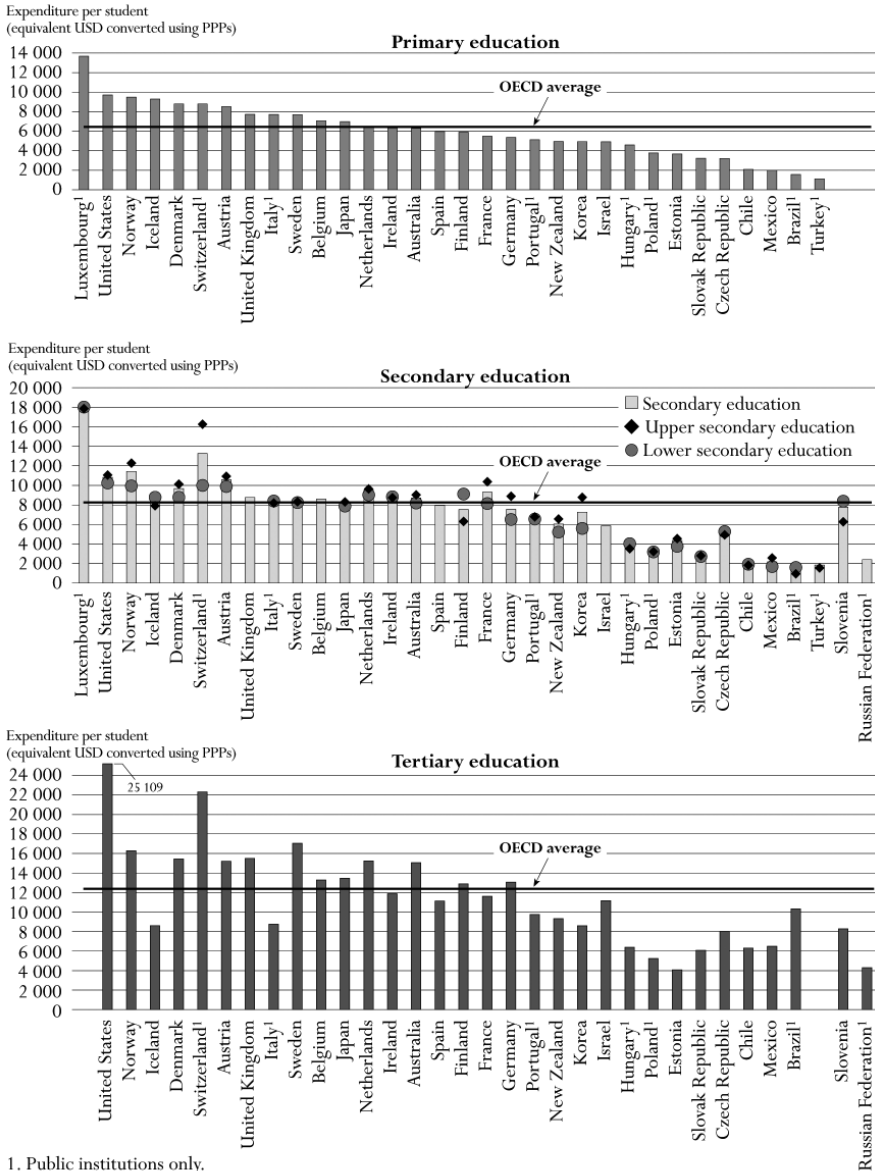 Expenditure per student
(equivalent USD converted using PPPs)
Primary education
14 000
12 000
10 000
8 000
6 000
4 000
2 000
0
OECD average
Luxembourg¹
United States
Norway
Iceland
Denmark
Switzerland¹
Austria
United Kingdom
Italy¹
Sweden
Belgium
Japan
Netherlands
Ireland
Australia
Spain
Finland
France
Germany
Portugal¹
New Zealand
Korea
Israel
Hungary¹
Poland¹
Estonia
Slovak Republic
Czech Republic
Chile
Mexico
Brazil¹
Turkey¹
Expenditure per student
(equivalent USD converted using PPPs)
Secondary education
20 000
18 000
16 000
14 000
12 000
10 000
8 000
6 000
4 000
2 000
0
Secondary education
Upper secondary education
Lower secondary education
OECD average
Luxembourg¹
United States
Norway
Iceland
Denmark
Switzerland¹
Austria
United Kingdom
Italy¹
Sweden
Belgium
Japan
Netherlands
Ireland
Australia
Spain
Finland
France
Germany
Portugal¹
New Zealand
Korea
Israel
Hungary¹
Poland¹
Estonia
Slovak Republic
Czech Republic
Chile
Mexico
Brazil¹
Turkey¹
Slovenia
Russian Federation¹
Expenditure per student
(equivalent USD converted using PPPs)
Tertiary education
24 000
22 000
20 000
18 000
16 000
14 000
12 000
10 000
8 000
6 000
4 000
2 000
0
25 109
OECD average
United States
Norway
Iceland
Denmark
Switzerland¹
Austria
United Kingdom
Italy¹
Sweden
Belgium
Japan
Netherlands
Ireland
Australia
Spain
Finland
France
Germany
Portugal¹
New Zealand
Korea
Israel
Hungary¹
Poland¹
Estonia
Slovak Republic
Czech Republic
Chile
Mexico
Brazil¹
Slovenia
Russian Federation¹
1. Public institutions only.